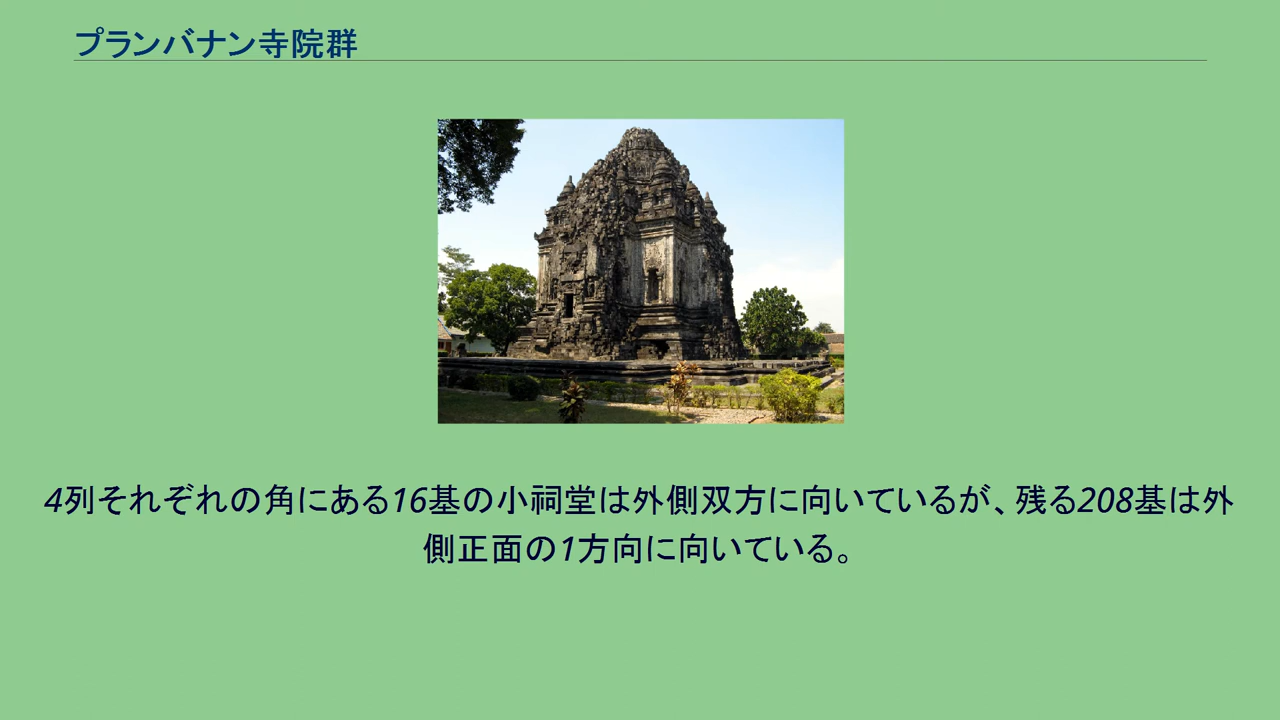 プランバナン寺院群
4列それぞれの角にある16基の小祠堂は外側双方に向いているが、残る208基は外
側正面の1方向に向いている。